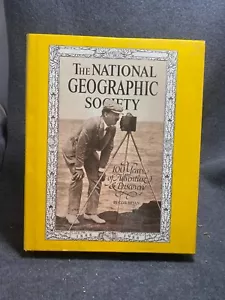 THE NATIONAL
GEOGRAPHIC
SOCIETY
100 Years
of Adventure
& Discovery